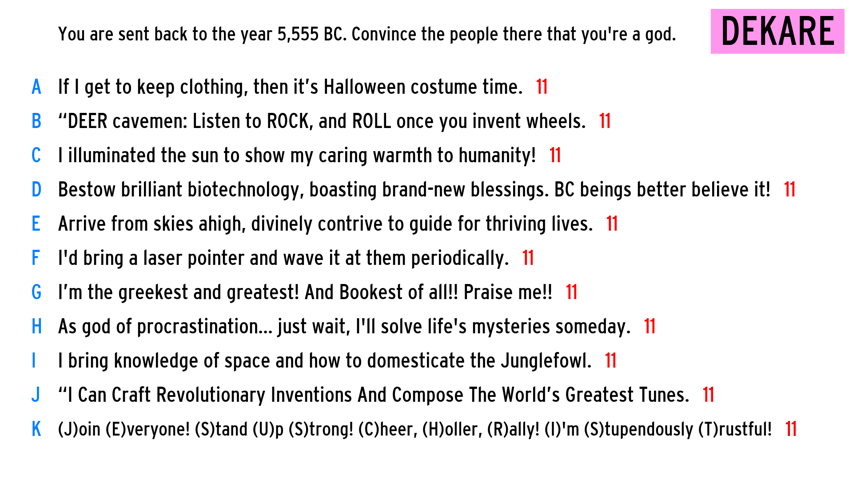 You are sent back to the year 5,555 BC. Convince the people there that you're a god.
DEKARE
A If I get to keep clothing, then it’s Halloween costume time. 11
B “DEER cavemen: Listen to ROCK, and ROLL once you invent wheels. 11
C I illuminated the sun to show my caring warmth to humanity! 11
D Bestow brilliant biotechnology, boasting brand-new blessings. BC beings better believe it! 11
E Arrive from skies ahigh, divinely contrive to guide for thriving lives. 11
F I'd bring a laser pointer and wave it at them periodically. 11
G I’m the greekest and greatest! And Bookest of all!! Praise me!! 11
H As god of procrastination... just wait, I'll solve life's mysteries someday. 11
I I bring knowledge of space and how to domesticate the Junglefowl. 11
J “I Can Craft Revolutionary Inventions And Compose The World’s Greatest Tunes. 11
K (J)oin (E)veryone! (S)tand (U)p (S)trong! (C)heer, (H)oller, (R)ally! (I)'m (S)tupendously (T)rustful! 11